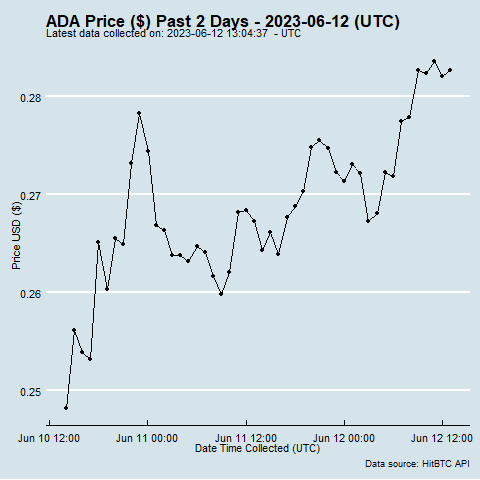 ADA Price ($) Past 2 Days - 2023-06-12 (UTC)
Latest data collected on: 2023-06-12 13:04:37 - UTC
Price USD ($)
0.28
0.27
0.26
0.25
Jun 10 12:00 Jun 11 00:00 Jun 11 12:00 Jun 12 00:00 Jun 12 12:00
Date Time Collected (UTC)
Data source: HitBTC API